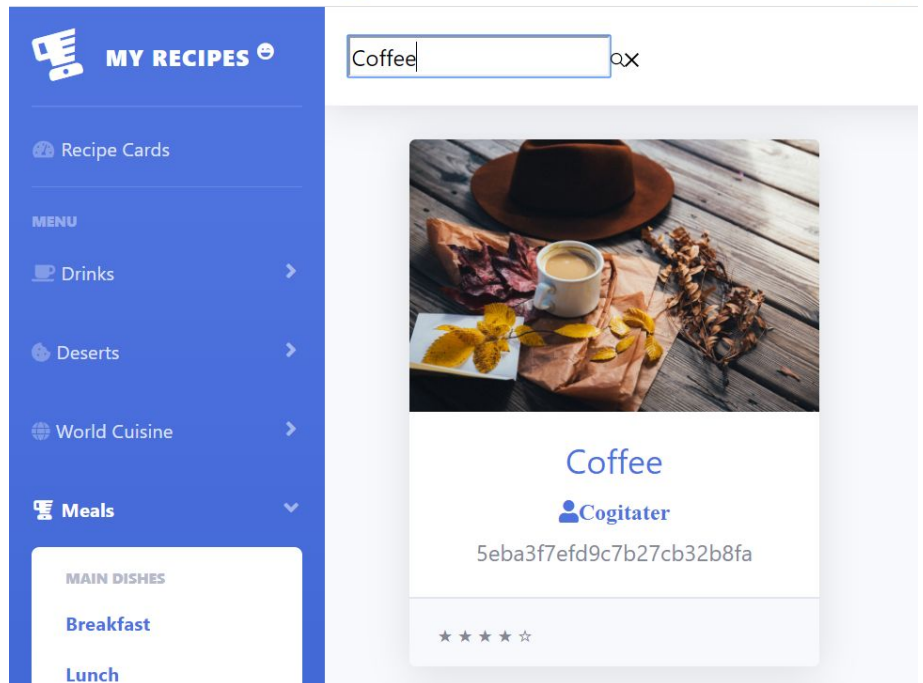 MY RECIPES
Recipe Cards
MENU
Drinks
Deserts
World Cuisine
Meals
MAIN DISHES
Breakfast
Lunch
Coffee
Coffee
Cogitater
5eba3f7efd9c7b27cb32b8fa
★ ★ ★ ★ ☆